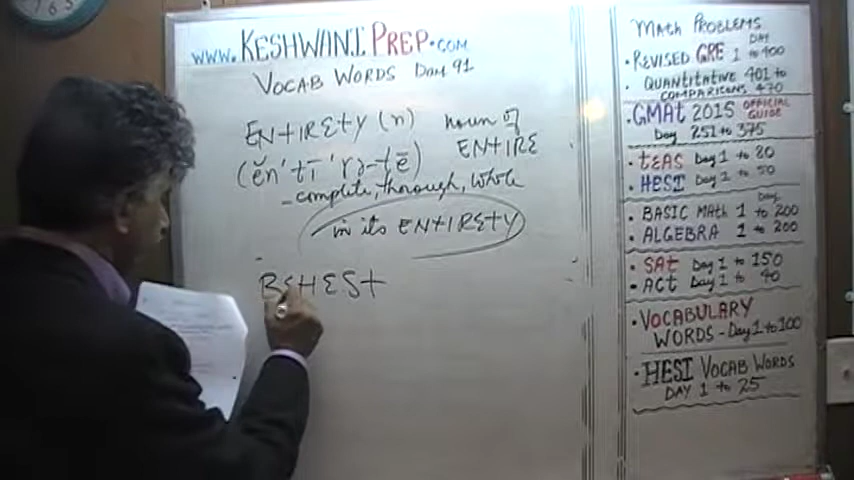 www.KESHWANIPREP.COM
VOCAB WORDS DAY 91
ENTIRETY (n) noun of
ENTIRE
(ĕn' tī 'rə-tē)
- complete, thorough, whole
in its ENTIRETY
BEHEST
MATH PROBLEMS
DAY
• REVISED GRE 1 to 400
• QUANTITATIVE 401 to
COMPARISONS 470
• GMAT 2015 OFFICIAL GUIDE
Day 251 to 375
• TEAS Day 1 to 80
• HESI Day 1 to 50
Day
• BASIC MATH 1 to 200
• ALGEBRA 1 to 200
• SAT Day 1 to 150
• ACT Day 1 to 90
• VOCABULARY
WORDS - Day 1 to 100
• HESI VOCAB WORDS
DAY 1 to 25